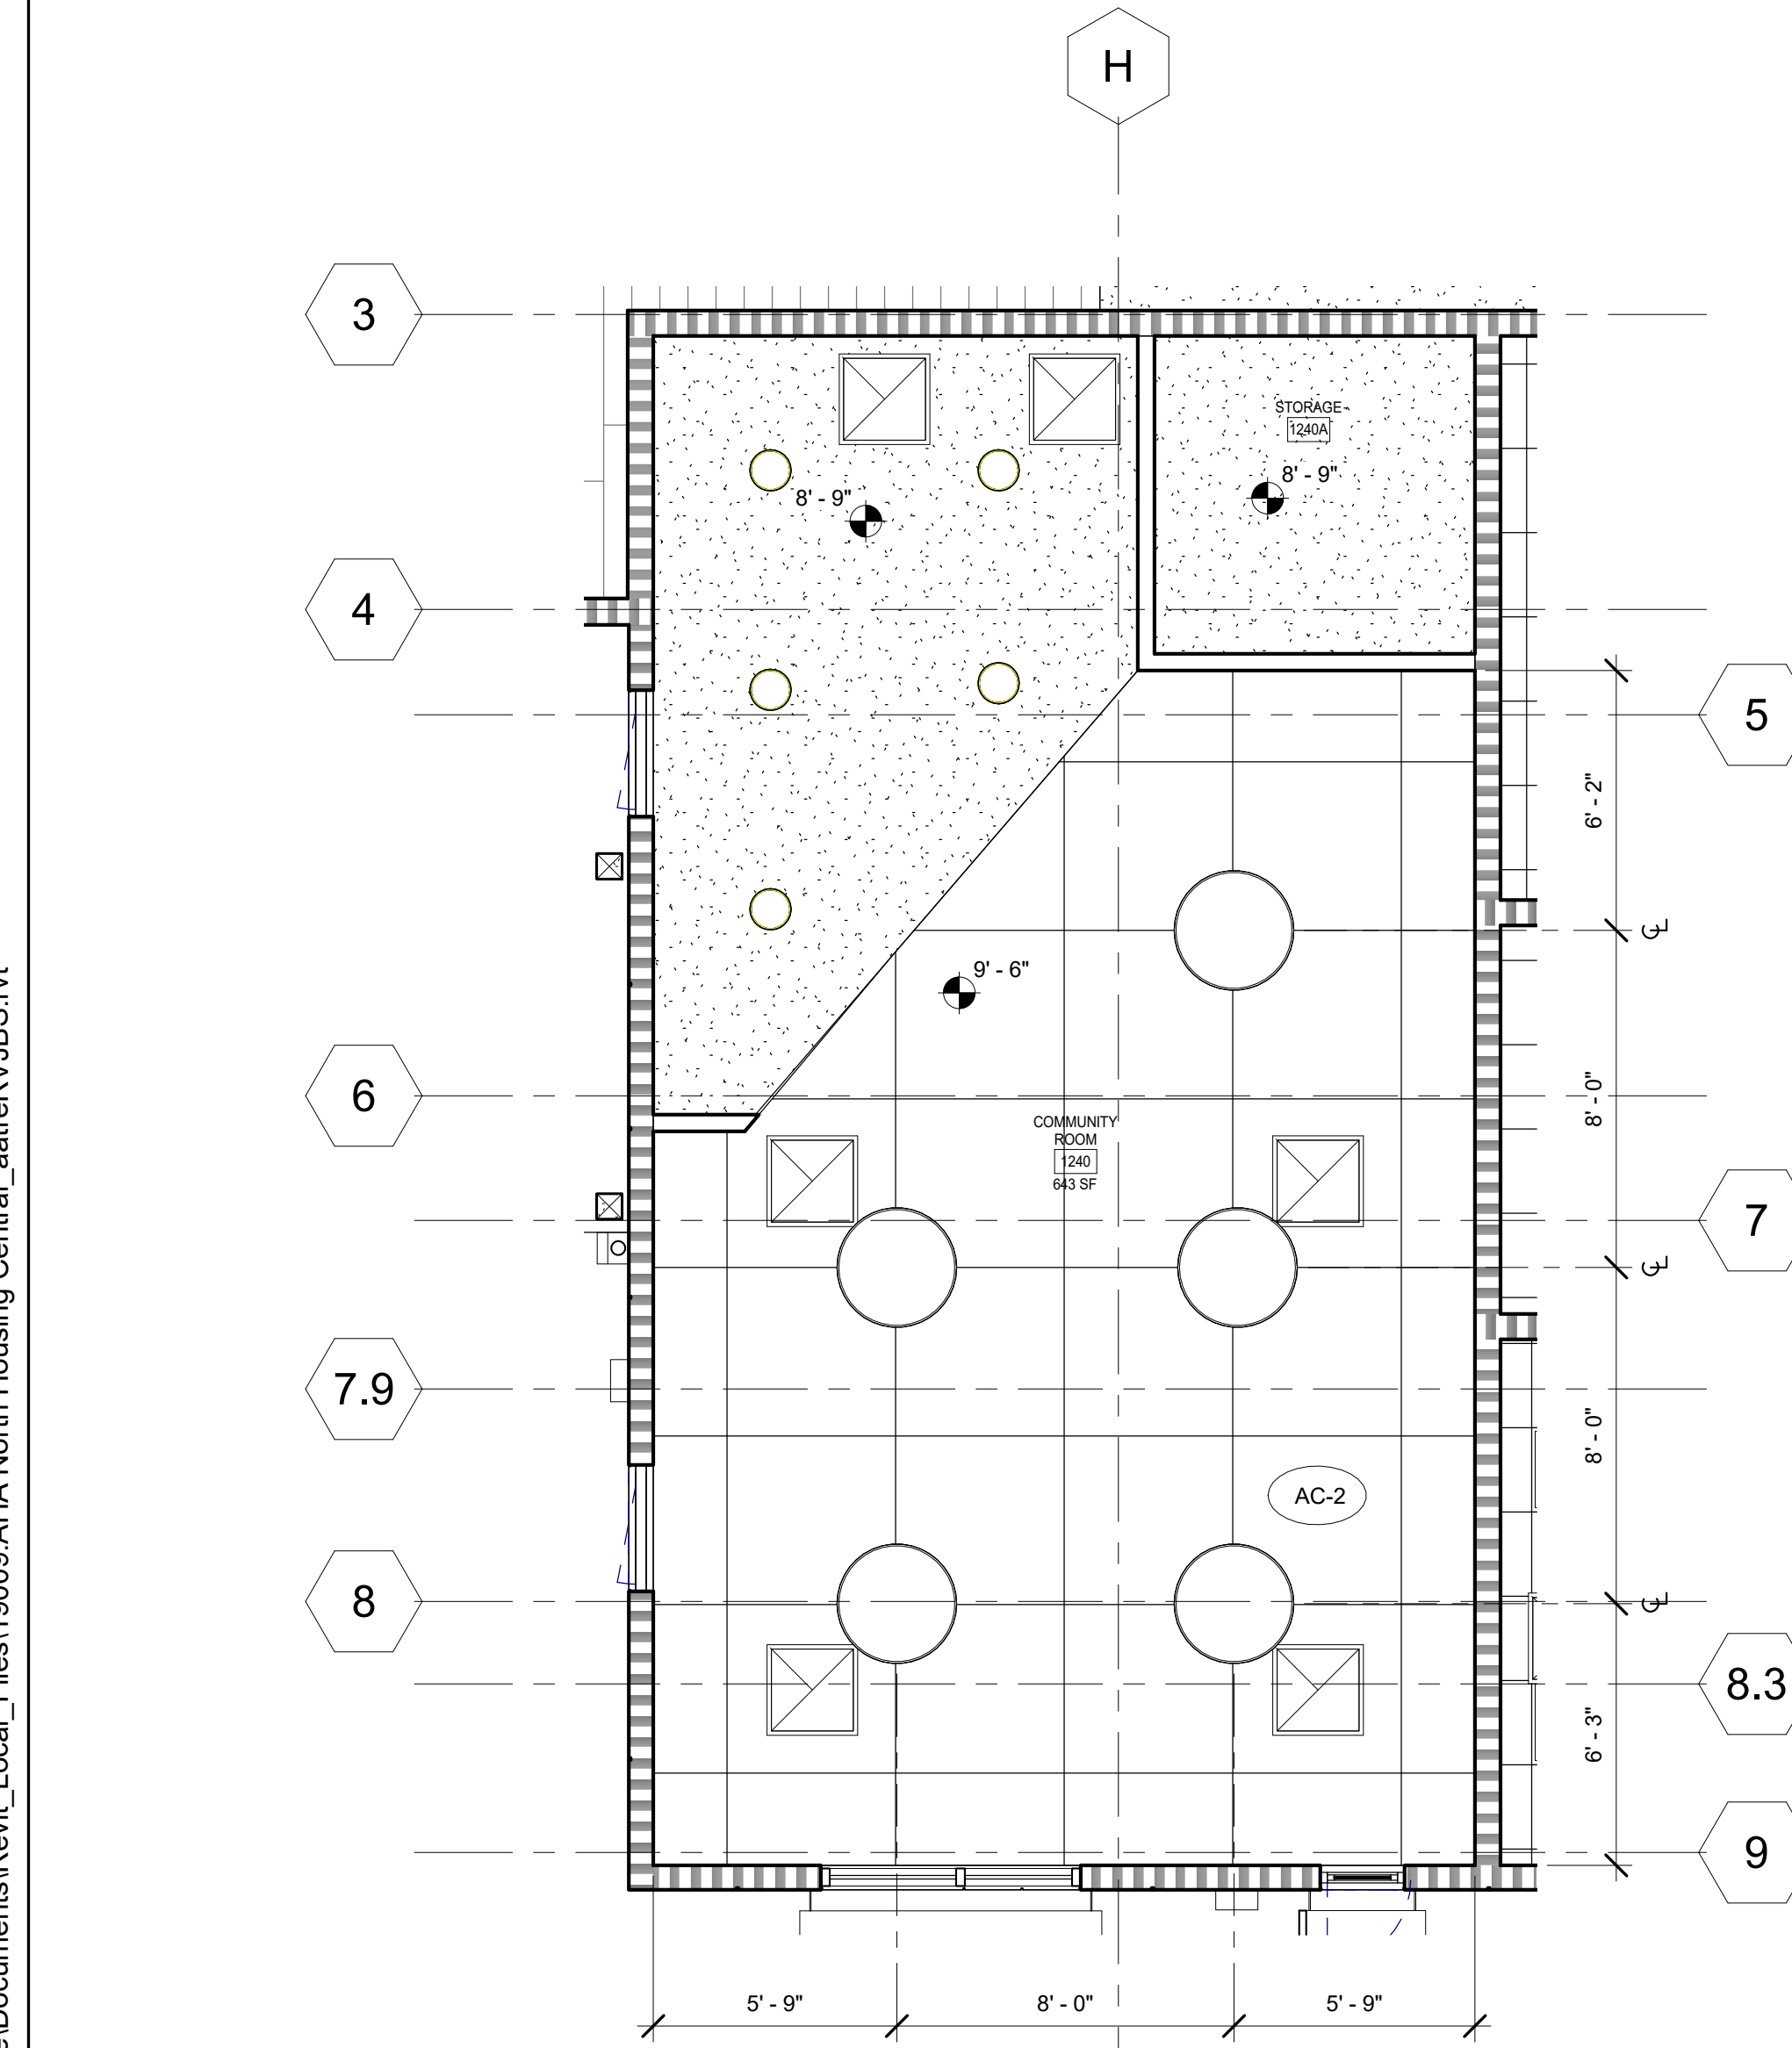 H
3
STORAGE
1240A
8' - 9"
8' - 9"
4
5
6' - 2"
9' - 6"
6
8' - 0"
COMMUNITY
ROOM
1240
643 SF
7
7.9
8' - 0"
AC-2
8
8.3
6' - 3"
9
5' - 9"
8' - 0"
5' - 9"